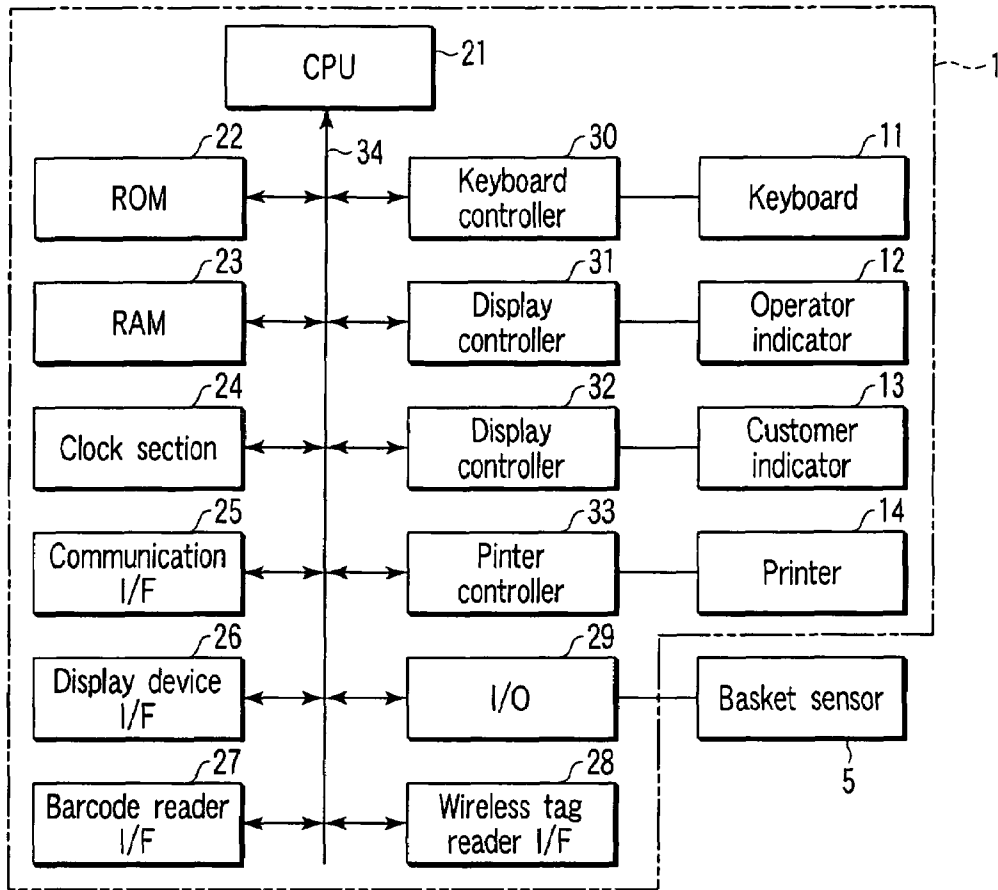 1
CPU
21
22
ROM
34
30
Keyboard
controller
11
Keyboard
23
RAM
31
Display
controller
12
Operator
indicator
24
Clock section
32
Display
controller
13
Customer
indicator
25
Communication
I/F
33
Pinter
controller
14
Printer
26
Display device
I/F
29
I/O
Basket sensor
5
27
Barcode reader
I/F
28
Wireless tag
reader I/F